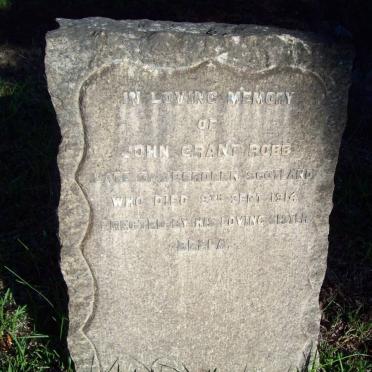 IN LOVING MEMORY
OF
JOHN GRANT ROBB
LATE OF ABERDEEN SCOTLAND
WHO DIED 9TH SEPT. 1914
ERECTED BY HIS LOVING SISTER
BELLA.